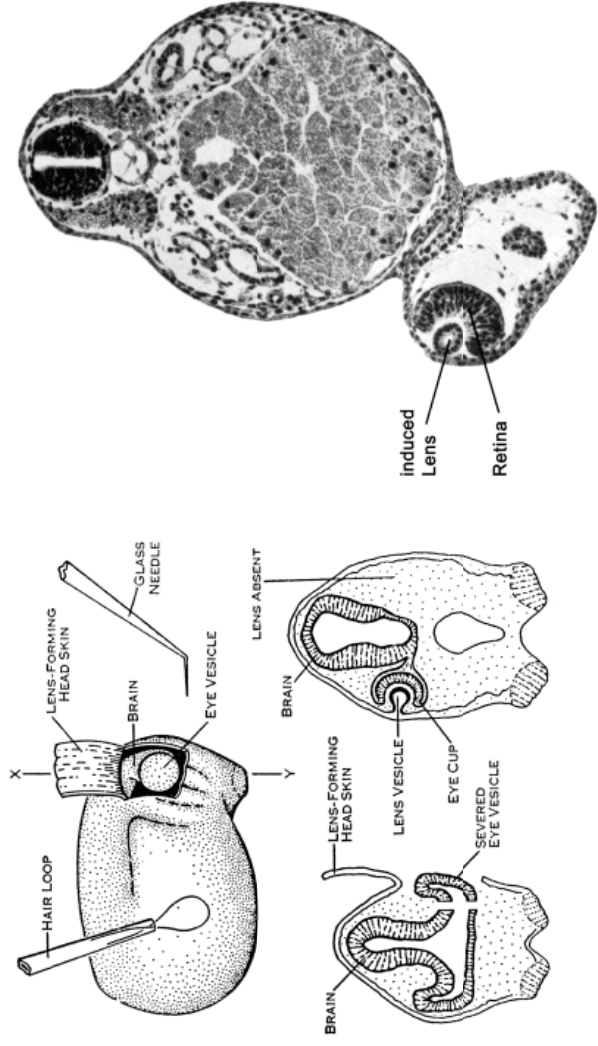 HAIR LOOP
X
LENS-FORMING
HEAD SKIN
BRAIN
GLASS
NEEDLE
EYE VESICLE
Y
BRAIN
LENS-FORMING
HEAD SKIN
SEVERED
EYE VESICLE
BRAIN
LENS ABSENT
LENS VESICLE
EYE CUP
induced
Lens
Retina